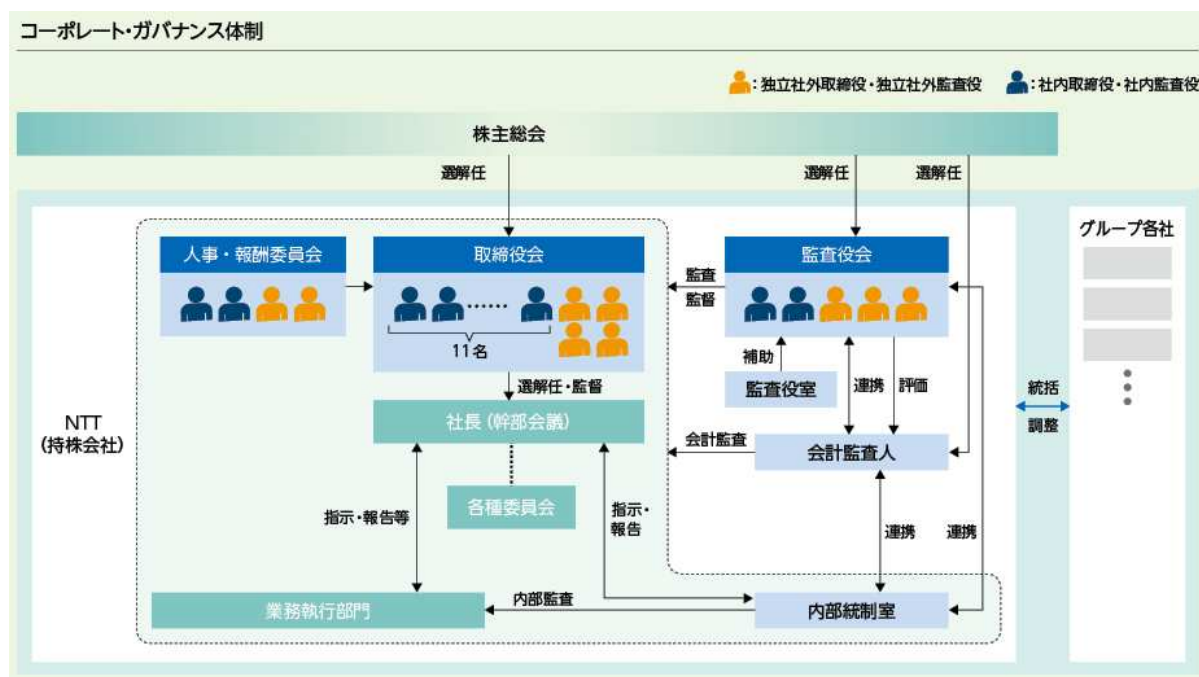 コーポレート・ガバナンス体制
:独立社外取締役・独立社外監査役
:社内取締役・社内監査役
株主総会
選解任
選解任
選解任
グループ各社
人事・報酬委員会
取締役会
監査役会
監査
監督
……
11名
補助
選解任・監督
監査役室
連携
評価
統括
調整
NTT
(持株会社)
社長(幹部会議)
会計監査
会計監査人
各種委員会
指示・報告等
指示・
報告
連携
連携
内部監査
業務執行部門
内部統制室